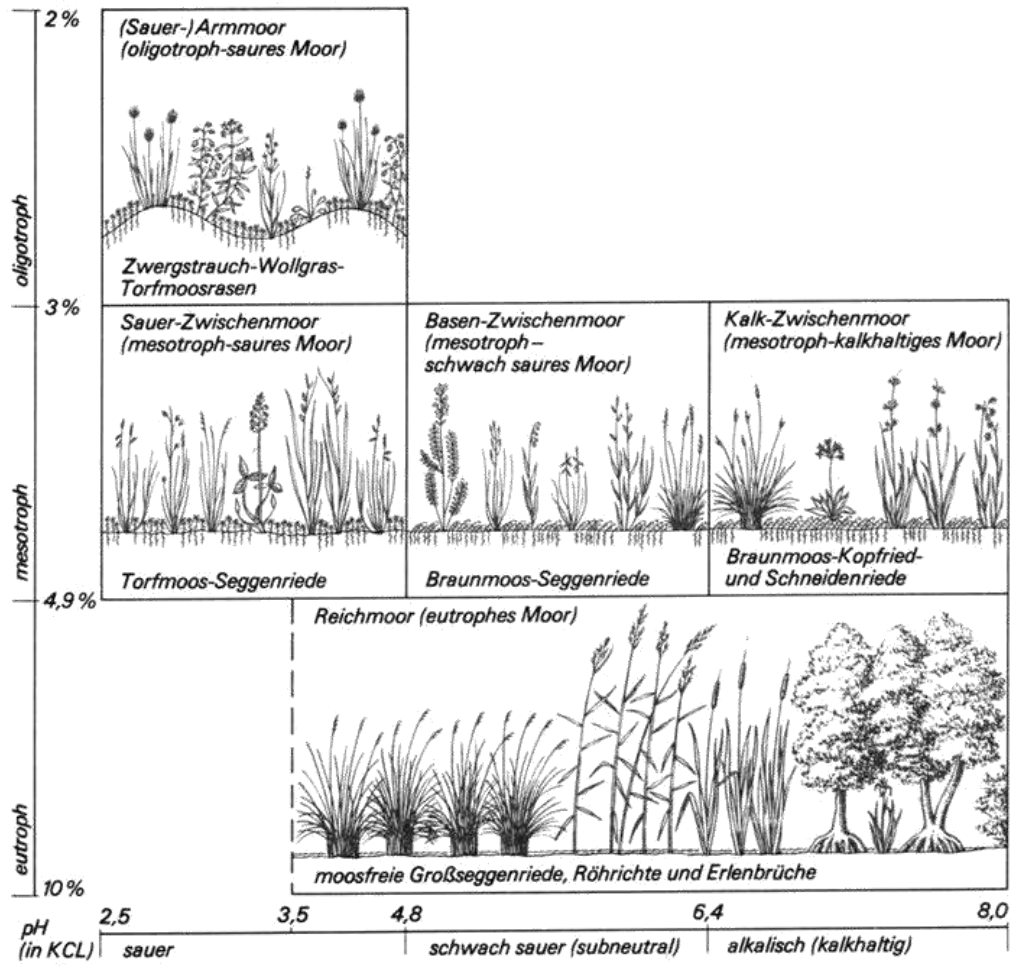 2%
(Sauer-)Armmoor
(oligotroph-saures Moor)
oligotroph
Zwergstrauch-Wollgras-
Torfmoosrasen
3%
Sauer-Zwischenmoor
(mesotroph-saures Moor)
Basen-Zwischenmoor
(mesotroph–
schwach saures Moor)
Kalk-Zwischenmoor
(mesotroph-kalkhaltiges Moor)
mesotroph
Torfmoos-Seggenriede
Braunmoos-Seggenriede
Braunmoos-Kopfried-
und Schneidenriede
4,9%
Reichmoor (eutrophes Moor)
eutroph
moosfreie Großseggenriede, Röhrichte und Erlenbrüche
10%
2,5 3,5 4,8 6,4 8,0
pH
(in KCL) sauer schwach sauer (subneutral) alkalisch (kalkhaltig)